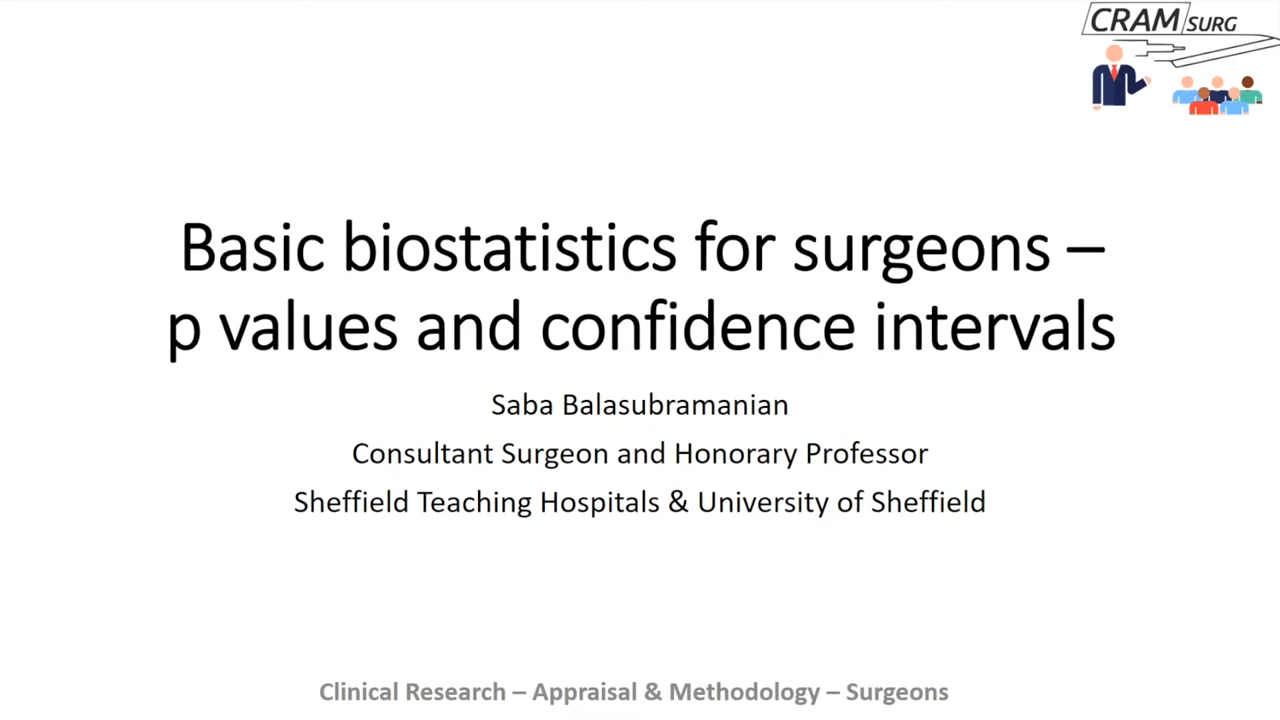 CRAM SURG
Basic biostatistics for surgeons –
p values and confidence intervals
Saba Balasubramanian
Consultant Surgeon and Honorary Professor
Sheffield Teaching Hospitals & University of Sheffield
Clinical Research – Appraisal & Methodology – Surgeons